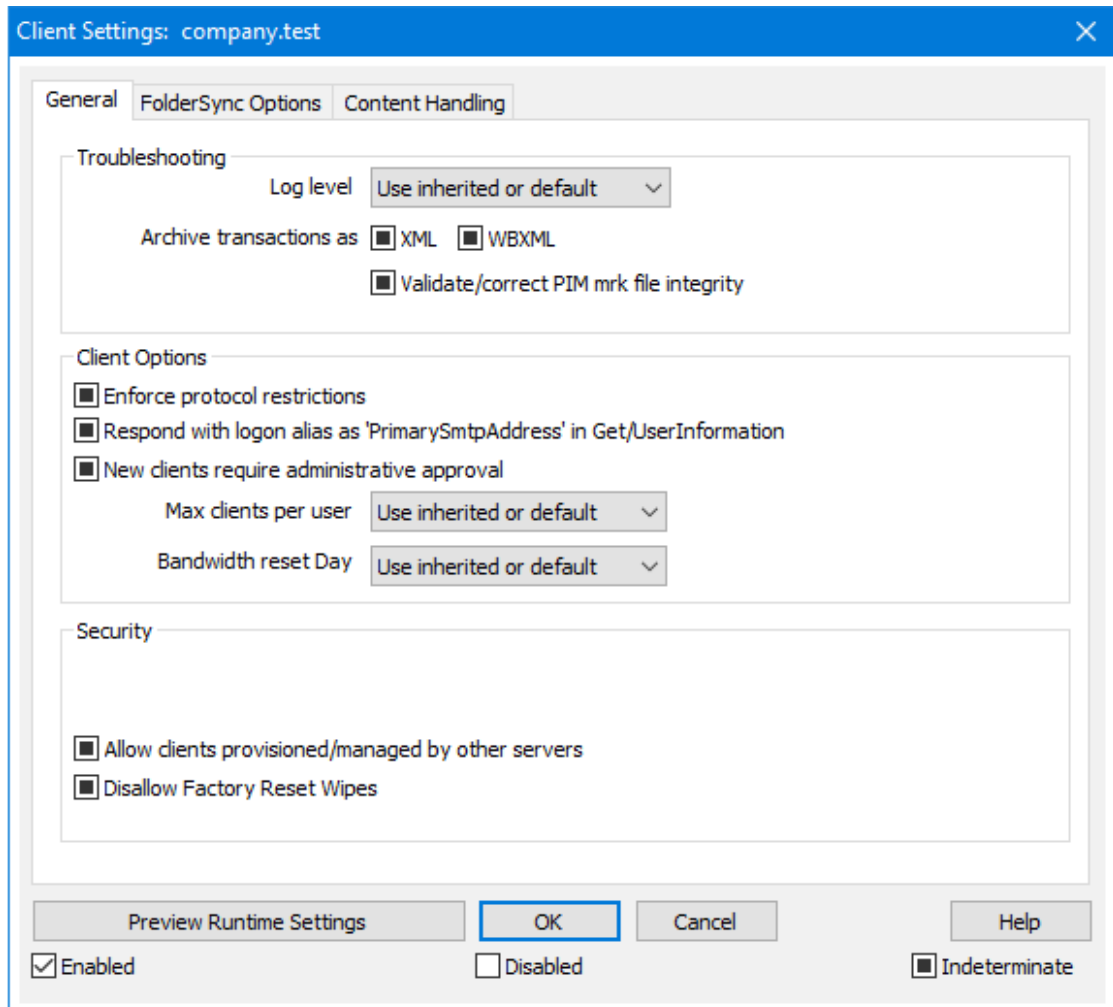 Client Settings: company.test
General FolderSync Options Content Handling
Troubleshooting
Log level Use inherited or default
Archive transactions as XML WBXML
Validate/correct PIM mrk file integrity
Client Options
Enforce protocol restrictions
Respond with logon alias as 'PrimarySmtpAddress' in Get/UserInformation
New clients require administrative approval
Max clients per user Use inherited or default
Bandwidth reset Day Use inherited or default
Security
Allow clients provisioned/managed by other servers
Disallow Factory Reset Wipes
Preview Runtime Settings OK Cancel Help
Enabled Disabled Indeterminate